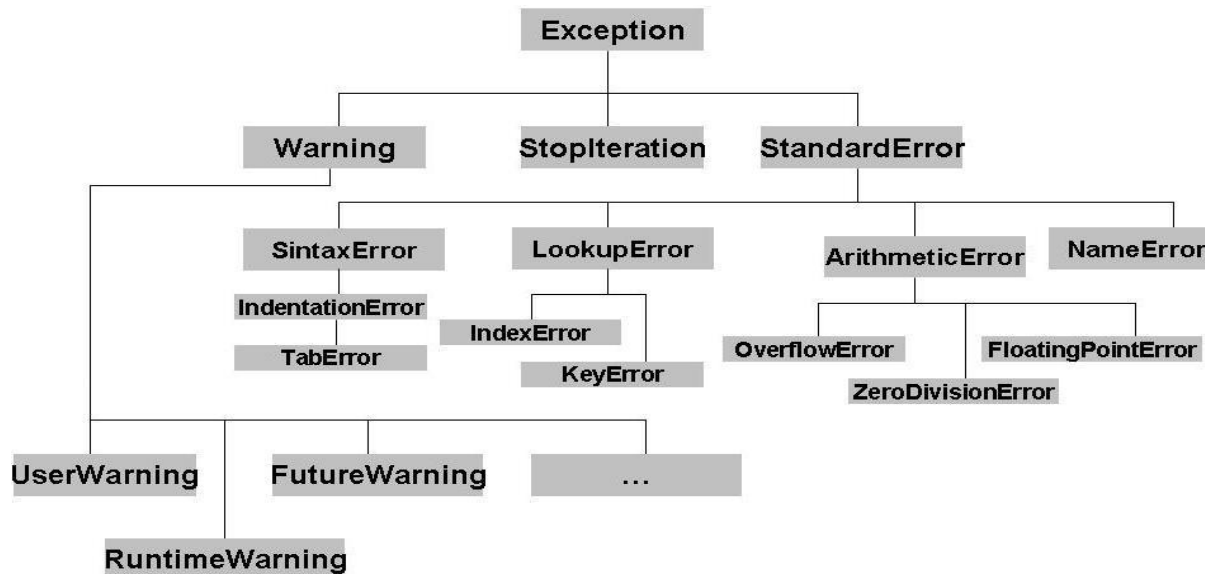 Exception
Warning
StopIteration
StandardError
SintaxError
LookupError
ArithmeticError
NameError
IndentationError
IndexError
OverflowError
FloatingPointError
TabError
KeyError
ZeroDivisionError
UserWarning
FutureWarning
...
RuntimeWarning